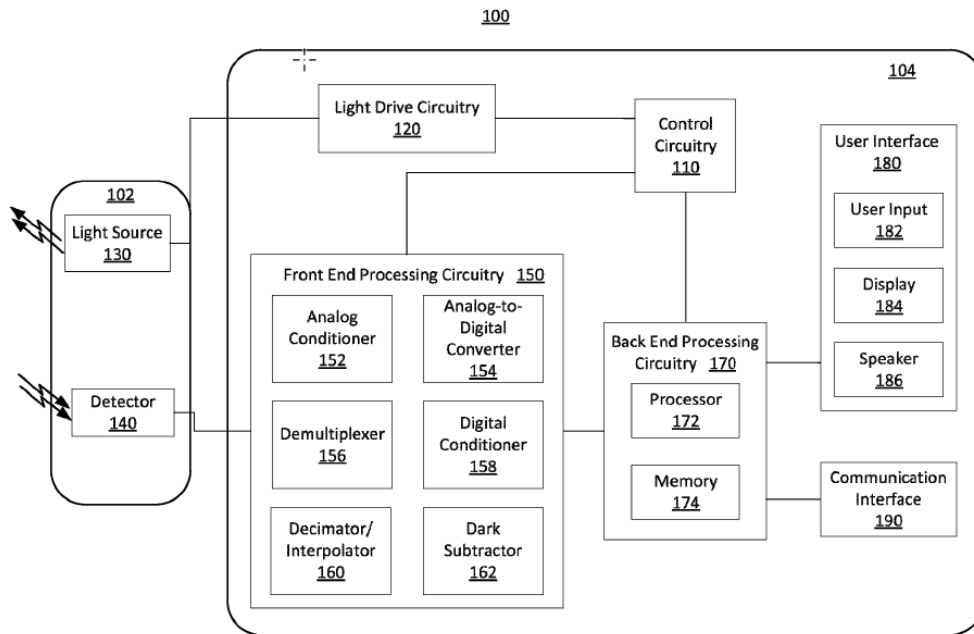 100
104
Light Drive Circuitry
120
Control
Circuitry
110
User Interface
180
User Input
182
Display
184
Speaker
186
102
Light Source
130
Detector
140
Front End Processing Circuitry 150
Analog
Conditioner
152
Analog-to-
Digital
Converter
154
Demultiplexer
156
Digital
Conditioner
158
Decimator/
Interpolator
160
Dark
Subtractor
162
Back End Processing
Circuitry 170
Processor
172
Memory
174
Communication
Interface
190